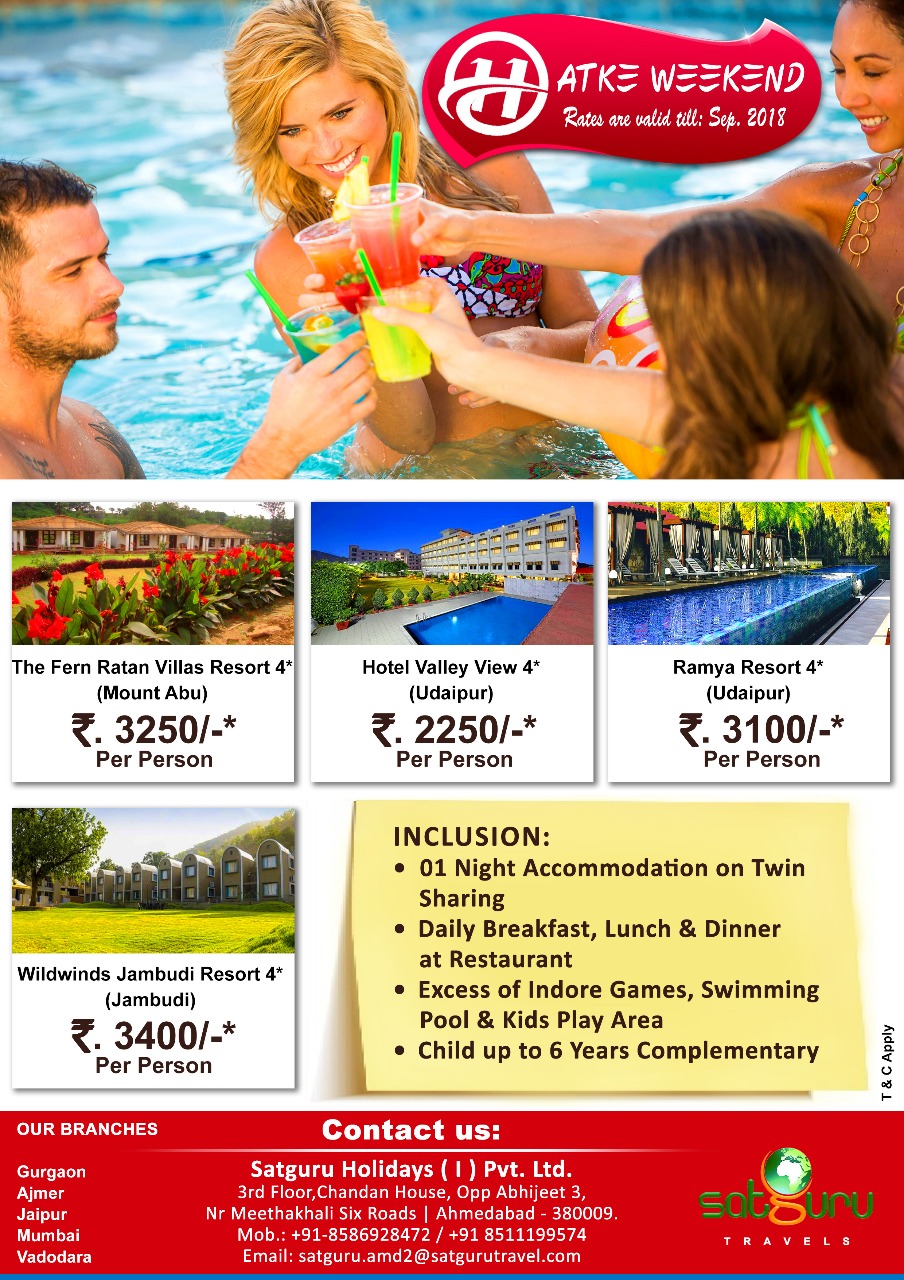 HATKE WEEKEND
Rates are valid till: Sep. 2018
The Fern Ratan Villas Resort 4*
(Mount Abu)
₹. 3250/-*
Per Person
Hotel Valley View 4*
(Udaipur)
₹. 2250/-*
Per Person
Ramya Resort 4*
(Udaipur)
₹. 3100/-*
Per Person
Wildwinds Jambudi Resort 4*
(Jambudi)
₹. 3400/-*
Per Person
INCLUSION:
• 01 Night Accommodation on Twin
Sharing
• Daily Breakfast, Lunch & Dinner
at Restaurant
• Excess of Indore Games, Swimming
Pool & Kids Play Area
• Child up to 6 Years Complementary
T & C Apply
OUR BRANCHES
Gurgaon
Ajmer
Jaipur
Mumbai
Vadodara
Contact us:
Satguru Holidays ( I ) Pvt. Ltd.
3rd Floor,Chandan House, Opp Abhijeet 3,
Nr Meethakhali Six Roads | Ahmedabad - 380009.
Mob.: +91-8586928472 / +91 8511199574
Email: satguru.amd2@satgurutravel.com
satguru
TRAVELS